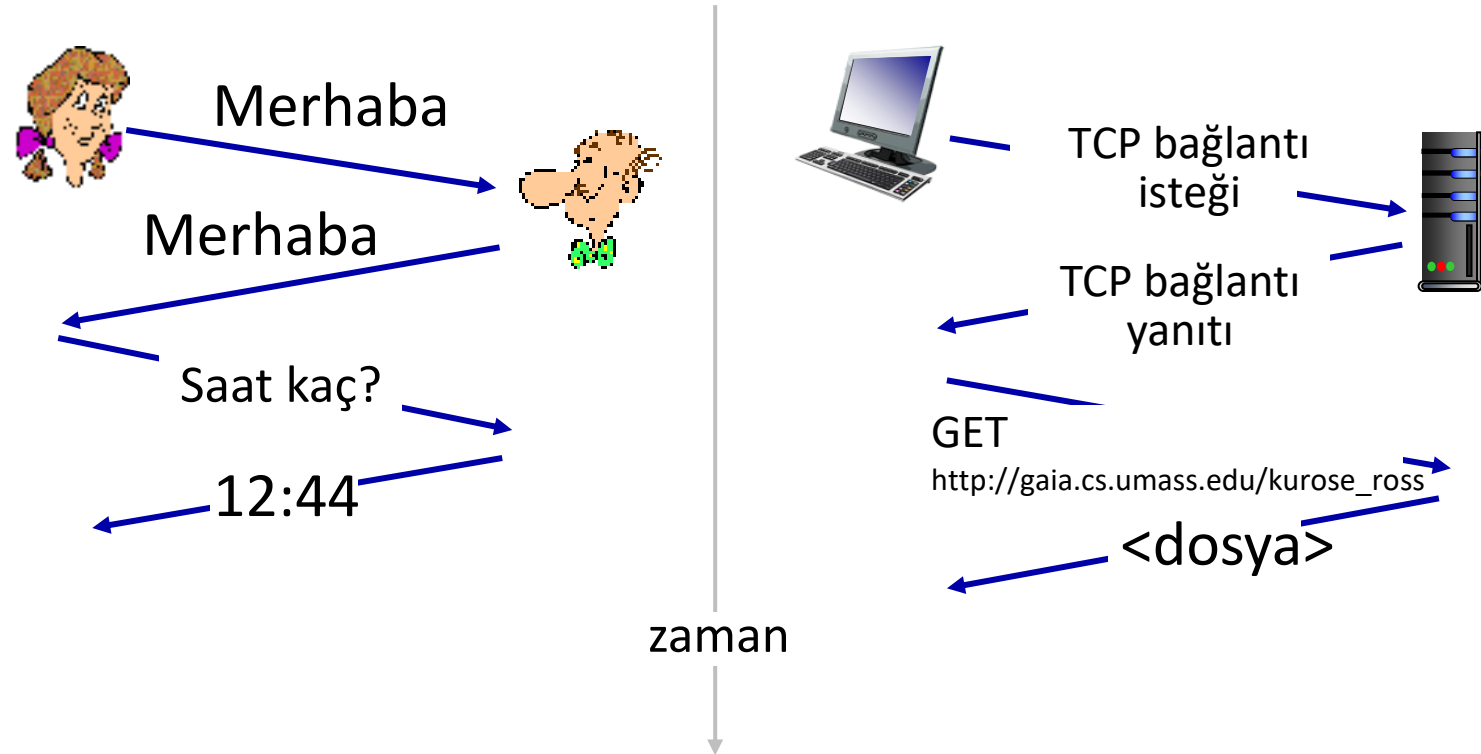 Merhaba
Merhaba
Saat kaç?
12:44
TCP bağlantı
isteği
TCP bağlantı
yanıtı
GET
http://gaia.cs.umass.edu/kurose_ross
<dosya>
zaman